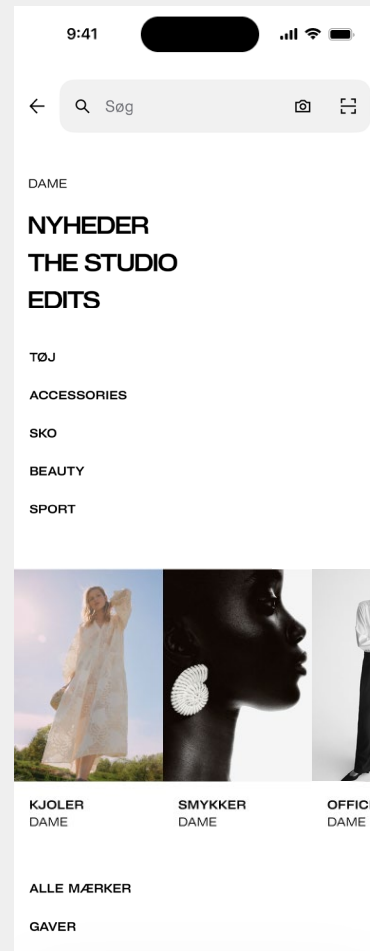 9:41
Søg
DAME
NYHEDER
THE STUDIO
EDITS
TØJ
ACCESSORIES
SKO
BEAUTY
SPORT
KJOLER
DAME
SMYKKER
DAME
DAME
ALLE MÆRKER
GAVER